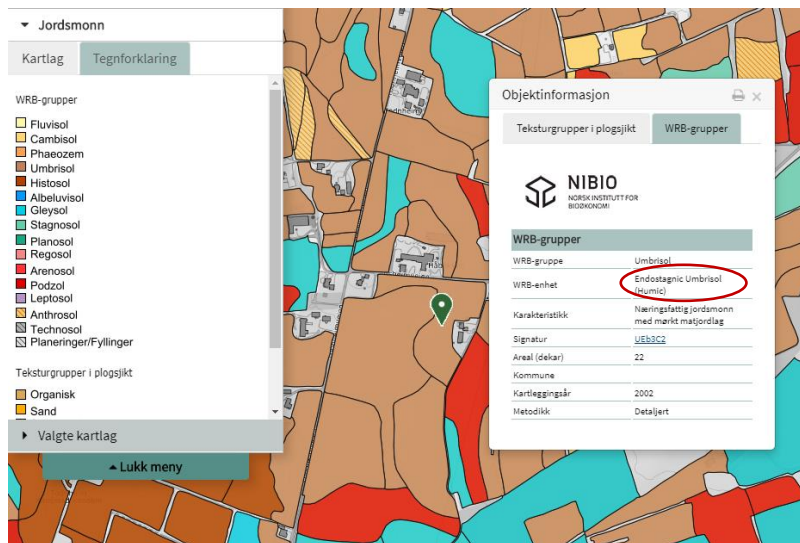 Jordsmonn
Kartlag
Tegnforklaring
WRB-grupper
Fluvisol
Cambisol
Phaeozem
Umbrisol
Histosol
Albeluvisol
Gleysol
Stagnosol
Planosol
Regosol
Arenosol
Podzol
Leptosol
Anthrosol
Technosol
Planeringer/Fyllinger
Teksturgrupper i plogsjikt
Organisk
Sand
Valgte kartlag
Lukk meny
Objektinformasjon
Teksturgrupper i plogsjikt
WRB-grupper
NIBIO
NORSK INSTITUTT FOR
BIOØKONOMI
WRB-grupper
WRB-gruppe Umbrisol
WRB-enhet Endostagnic Umbrisol
(Humic)
Karakteristikk Næringsfattig jordsmonn
med mørkt matjordlag
Signatur UEb3C2
Areal (dekar) 22
Kommune
Kartleggingsår 2002
Metodikk Detaljert